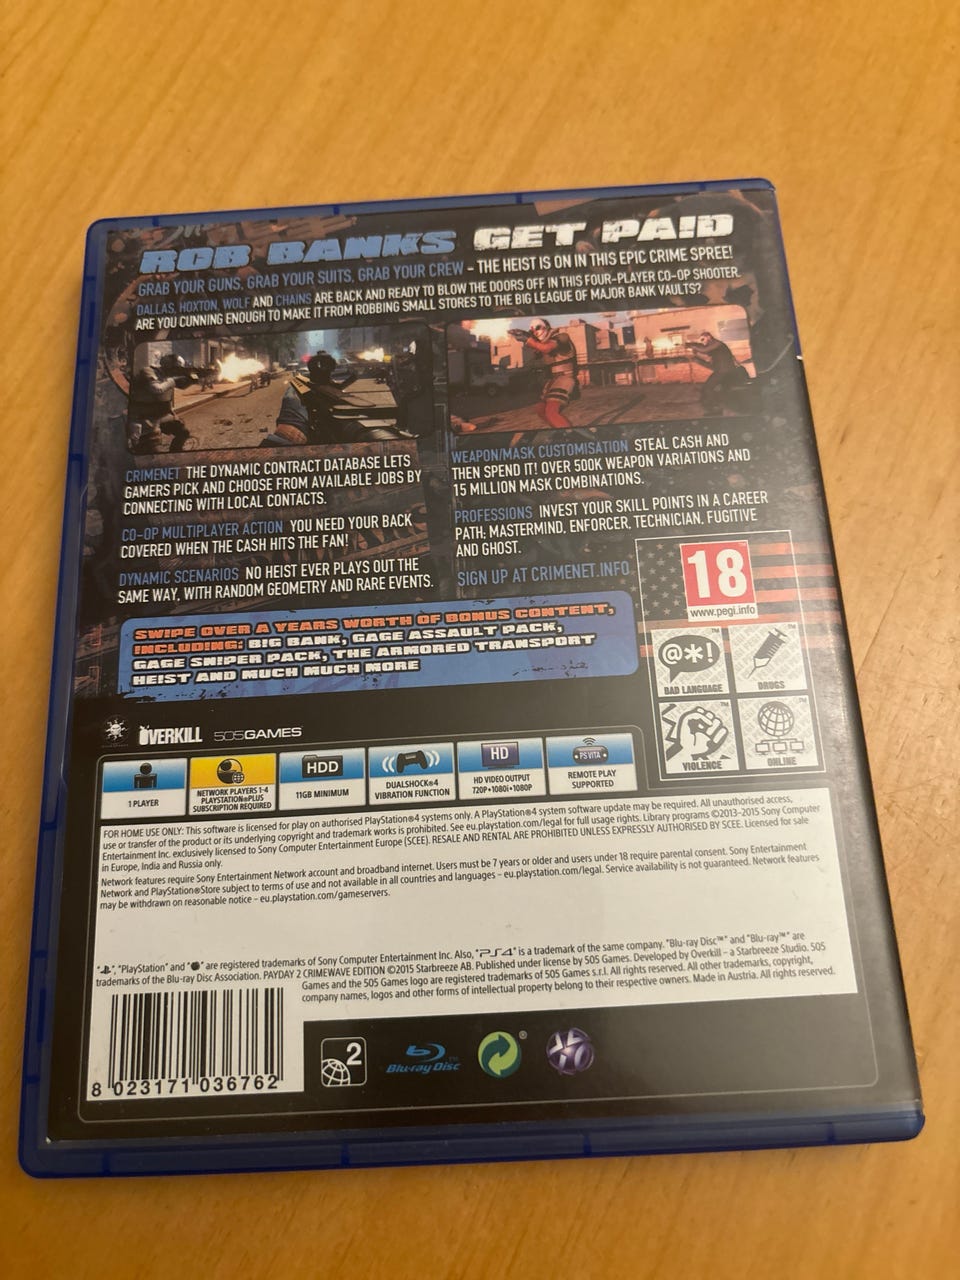 ROB BANKS GET PAID
GRAB YOUR GUNS, GRAB YOUR SUITS, GRAB YOUR CREW – THE HEIST IS ON IN THIS EPIC CRIME SPREE!
DALLAS, HOXTON, WOLF AND CHAINS ARE BACK AND READY TO BLOW THE DOORS OFF IN THIS FOUR-PLAYER CO-OP SHOOTER.
ARE YOU CUNNING ENOUGH TO MAKE IT FROM ROBBING SMALL STORES TO THE BIG LEAGUE OF MAJOR BANK VAULTS?
CRIMENET THE DYNAMIC CONTRACT DATABASE LETS
GAMERS PICK AND CHOOSE FROM AVAILABLE JOBS BY
CONNECTING WITH LOCAL CONTACTS.
CO-OP MULTIPLAYER ACTION YOU NEED YOUR BACK
COVERED WHEN THE CASH HITS THE FAN!
DYNAMIC SCENARIOS NO HEIST EVER PLAYS OUT THE
SAME WAY, WITH RANDOM GEOMETRY AND RARE EVENTS.
WEAPON/MASK CUSTOMISATION STEAL CASH AND
THEN SPEND IT! OVER 500K WEAPON VARIATIONS AND
15 MILLION MASK COMBINATIONS.
PROFESSIONS INVEST YOUR SKILL POINTS IN A CAREER
PATH; MASTERMIND, ENFORCER, TECHNICIAN, FUGITIVE
AND GHOST.
SIGN UP AT CRIMENET.INFO
SWIPE OVER A YEARS WORTH OF BONUS CONTENT,
INCLUDING: BIG BANK, GAGE ASSAULT PACK,
GAGE SNIPER PACK, THE ARMORED TRANSPORT
HEIST AND MUCH MUCH MORE
18
www.pegi.info
@*!
BAD LANGUAGE
DRUGS
VIOLENCE
ONLINE
OVERKILL 505GAMES
1 PLAYER
NETWORK PLAYERS 1-4
PLAYSTATION®PLUS
SUBSCRIPTION REQUIRED
HDD
11GB MINIMUM
DUALSHOCK®4
VIBRATION FUNCTION
HD
HD VIDEO OUTPUT
720P•1080i•1080P
PS VITA
REMOTE PLAY
SUPPORTED
FOR HOME USE ONLY: This software is licensed for play on authorised PlayStation®4 systems only. A PlayStation®4 system software update may be required. All unauthorised access,
use or transfer of the product or its underlying copyright and trademark works is prohibited. See eu.playstation.com/legal for full usage rights. Library programs ©2013-2015 Sony Computer
Entertainment Inc. exclusively licensed to Sony Computer Entertainment Europe (SCEE). RESALE AND RENTAL ARE PROHIBITED UNLESS EXPRESSLY AUTHORISED BY SCEE. Licensed for sale
in Europe, India and Russia only.
Network features require Sony Entertainment Network account and broadband internet. Users must be 7 years or older and users under 18 require parental consent. Sony Entertainment
Network and PlayStation®Store subject to terms of use and not available in all countries and languages – eu.playstation.com/legal. Service availability is not guaranteed. Network features
may be withdrawn on reasonable notice – eu.playstation.com/gameservers.
"", "PlayStation" and "" are registered trademarks of Sony Computer Entertainment Inc. Also, "PS4" is a trademark of the same company. "Blu-ray Disc™" and "Blu-ray™" are
trademarks of the Blu-ray Disc Association. PAYDAY 2 CRIMEWAVE EDITION ©2015 Starbreeze AB. Published under license by 505 Games. Developed by Overkill – a Starbreeze Studio. 505
Games and the 505 Games logo are registered trademarks of 505 Games s.r.l. All rights reserved. All other trademarks, copyright,
company names, logos and other forms of intellectual property belong to their respective owners. Made in Austria. All rights reserved.
8 023171 036762
2
Blu-ray Disc